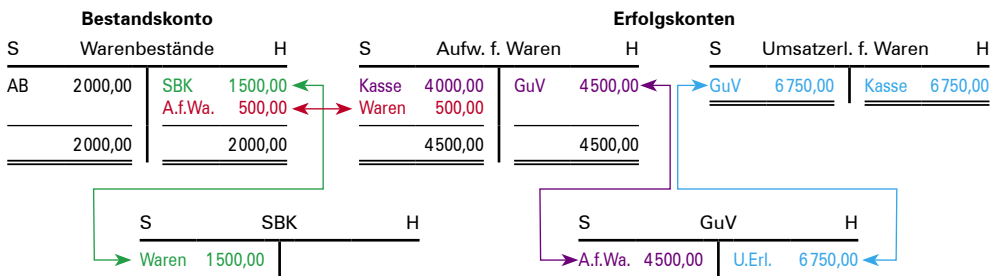 Bestandskonto Erfolgskonten
S Warenbestände H S Aufw. f. Waren H S Umsatzerl. f. Waren H
AB 2000,00 SBK 1500,00 Kasse 4000,00 GuV 4500,00 GuV 6750,00 Kasse 6750,00
A.f.Wa. 500,00 Waren 500,00
2000,00 2000,00 4500,00 4500,00
S SBK H S GuV H
Waren 1500,00 A.f.Wa. 4500,00 U.Erl. 6750,00